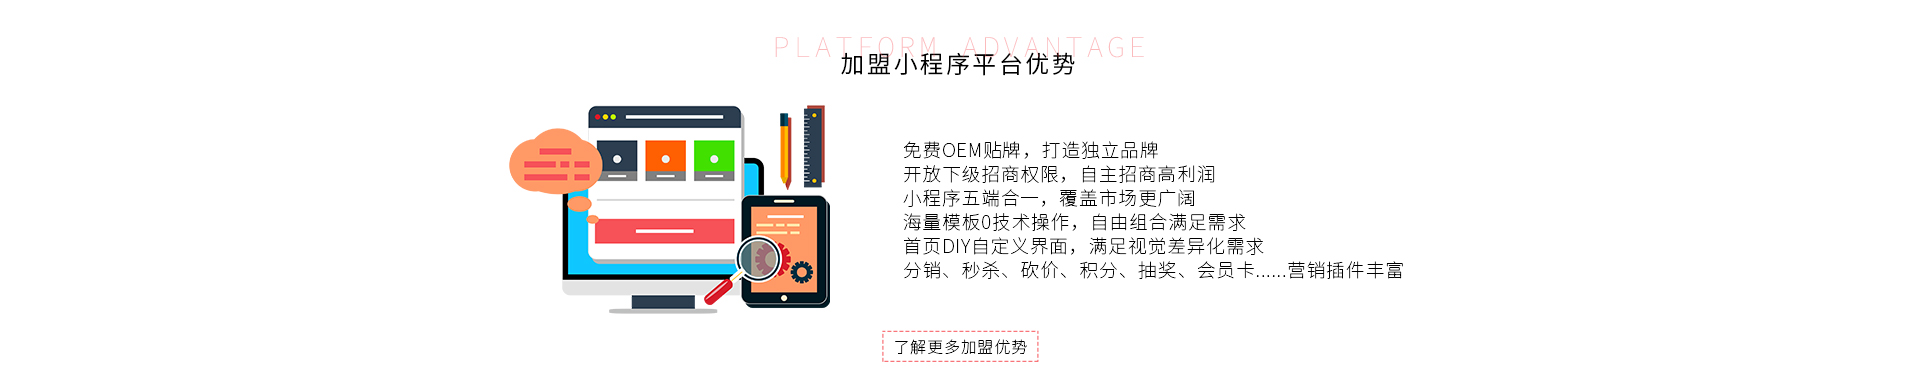 PLATFORM ADVANTAGE
加盟小程序平台优势
免费OEM贴牌，打造独立品牌
开放下级招商权限，自主招商高利润
小程序五端合一，覆盖市场更广阔
海量模板0技术操作，自由组合满足需求
首页DIY自定义界面，满足视觉差异化需求
分销、秒杀、砍价、积分、抽奖、会员卡......营销插件丰富
了解更多加盟优势